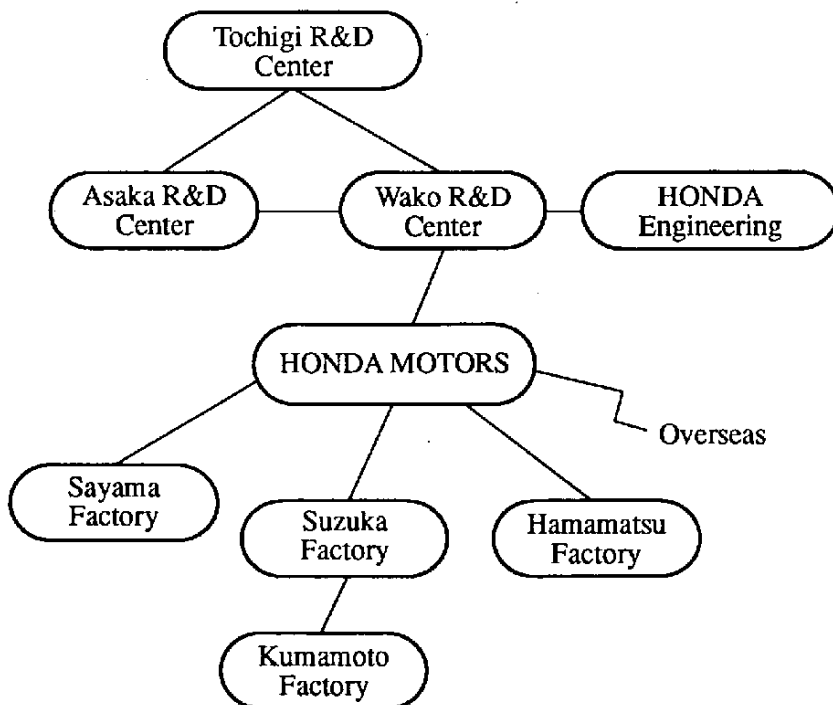 Tochigi R&D
Center
Asaka R&D
Center
Wako R&D
Center
HONDA
Engineering
HONDA MOTORS
Overseas
Sayama
Factory
Suzuka
Factory
Hamamatsu
Factory
Kumamoto
Factory